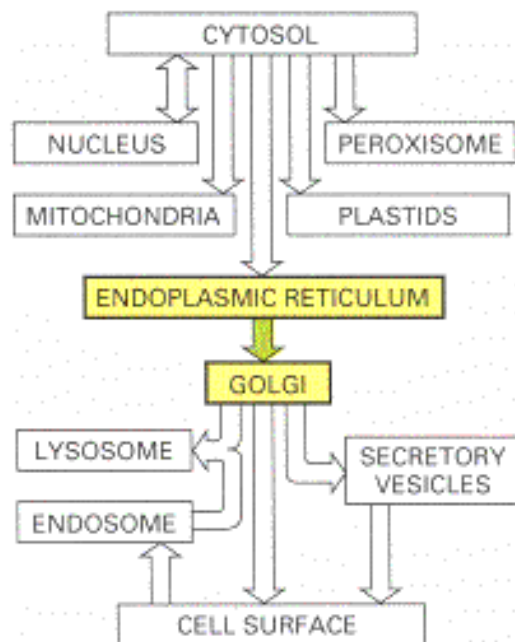 CYTOSOL
NUCLEUS
PEROXISOME
MITOCHONDRIA
PLASTIDS
ENDOPLASMIC RETICULUM
GOLGI
LYSOSOME
SECRETORY
VESICLES
ENDOSOME
CELL SURFACE